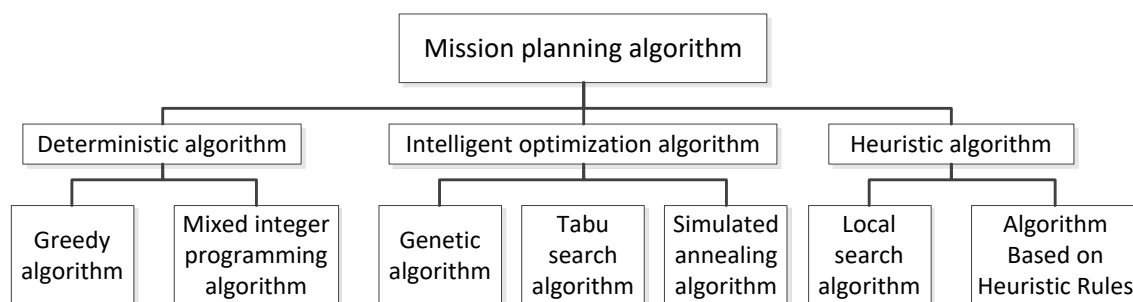 Mission planning algorithm
Deterministic algorithm
Intelligent optimization algorithm
Heuristic algorithm
Greedy
algorithm
Mixed integer
programming
algorithm
Genetic
algorithm
Tabu
search
algorithm
Simulated
annealing
algorithm
Local
search
algorithm
Algorithm
Based on
Heuristic Rules